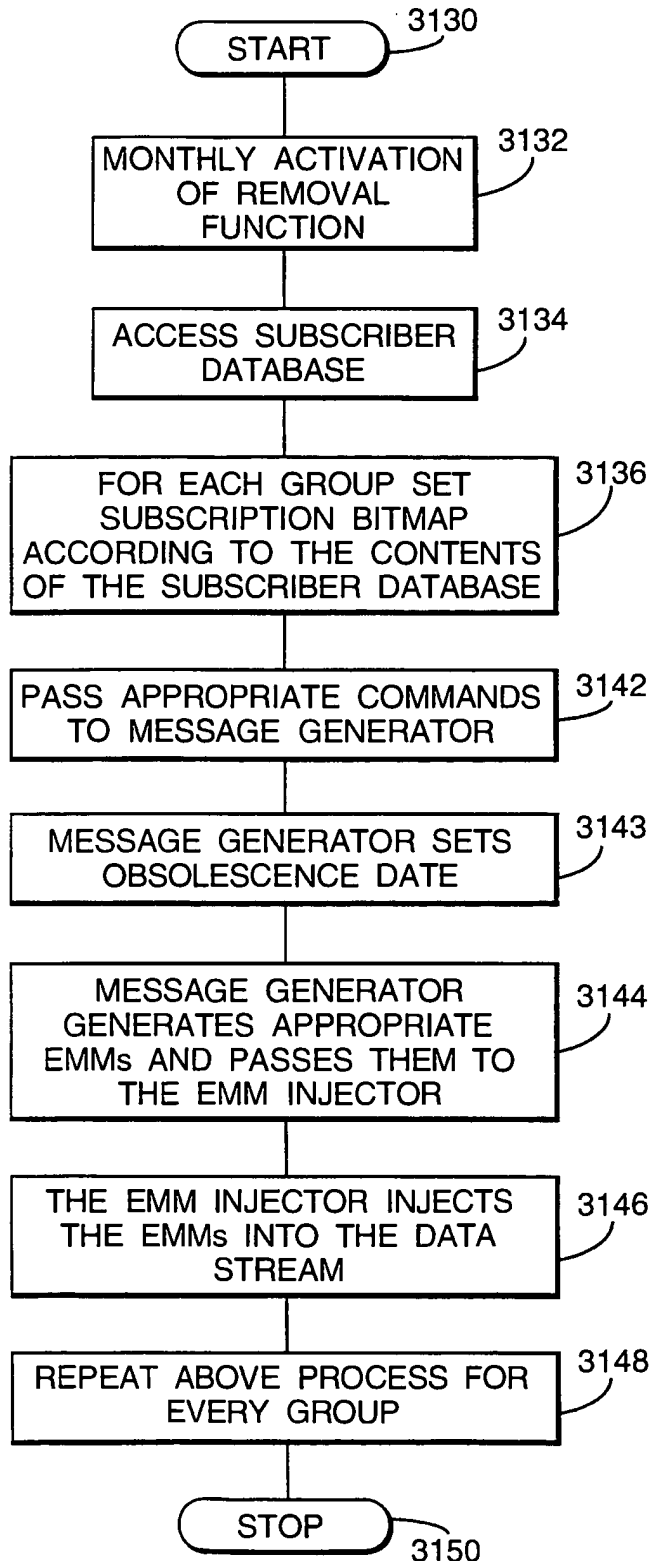 3130
START
3132
MONTHLY ACTIVATION
OF REMOVAL
FUNCTION
3134
ACCESS SUBSCRIBER
DATABASE
3136
FOR EACH GROUP SET
SUBSCRIPTION BITMAP
ACCORDING TO THE CONTENTS
OF THE SUBSCRIBER DATABASE
3142
PASS APPROPRIATE COMMANDS
TO MESSAGE GENERATOR
3143
MESSAGE GENERATOR SETS
OBSOLESCENCE DATE
3144
MESSAGE GENERATOR
GENERATES APPROPRIATE
EMMs AND PASSES THEM TO
THE EMM INJECTOR
3146
THE EMM INJECTOR INJECTS
THE EMMs INTO THE DATA
STREAM
3148
REPEAT ABOVE PROCESS FOR
EVERY GROUP
STOP
3150